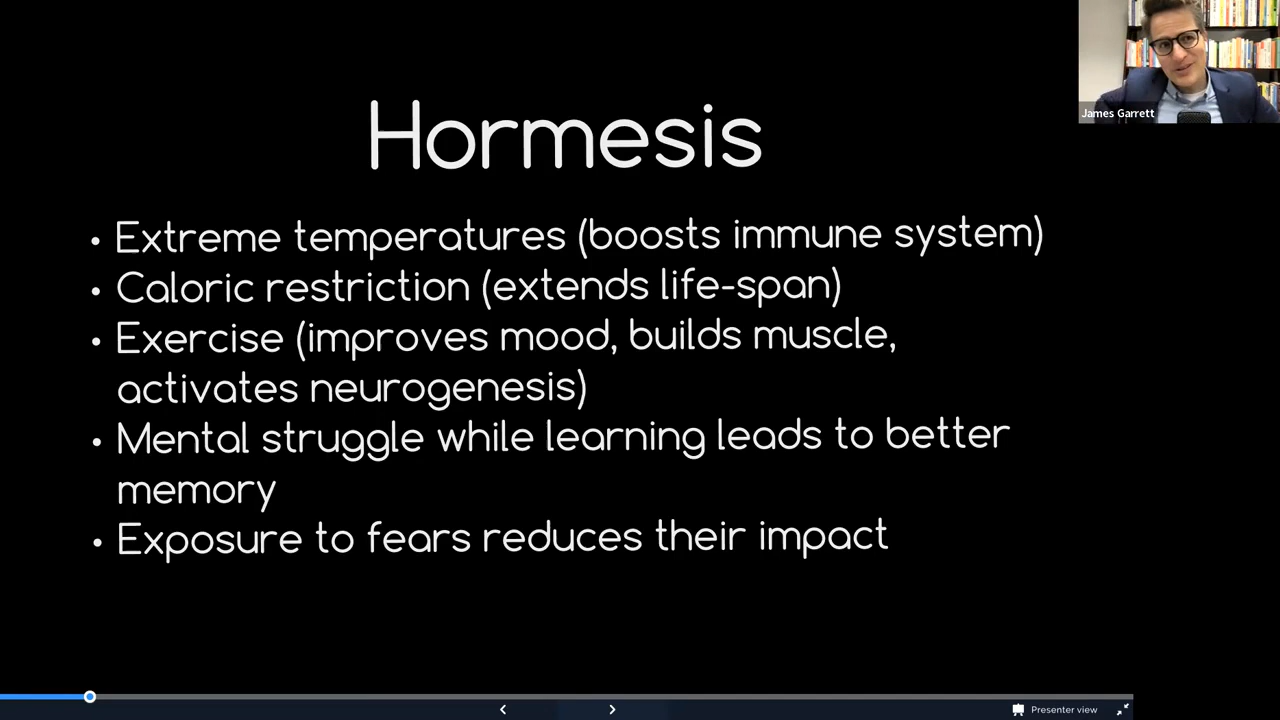 James Garrett
Hormesis
• Extreme temperatures (boosts immune system)
• Caloric restriction (extends life-span)
• Exercise (improves mood, builds muscle,
activates neurogenesis)
• Mental struggle while learning leads to better
memory
• Exposure to fears reduces their impact
Presenter view